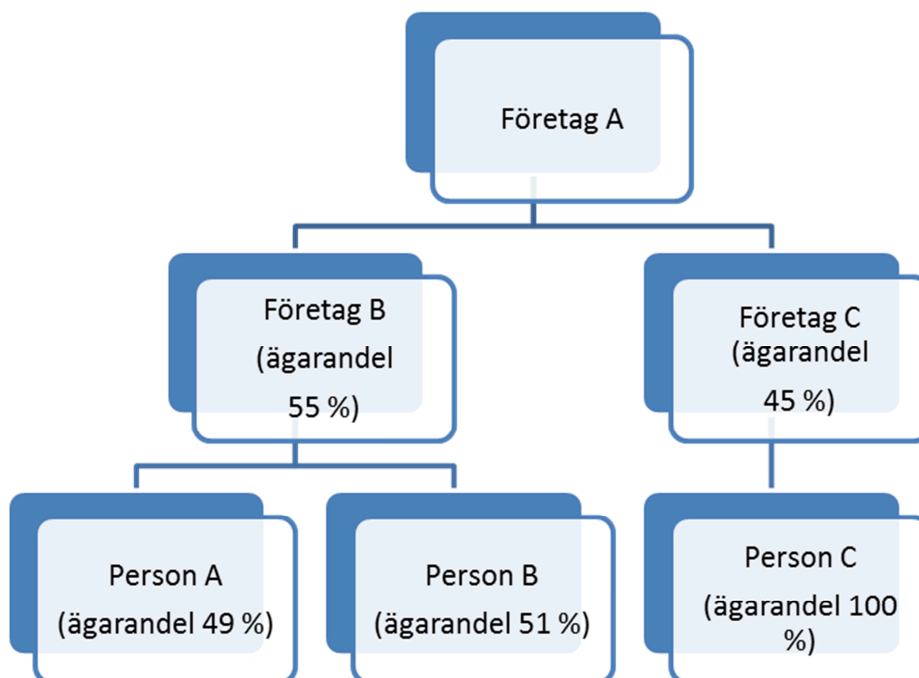 Företag A
Företag B
(ägarandel
55 %)
Företag C
(ägarandel
45 %)
Person A
(ägarandel 49 %)
Person B
(ägarandel 51 %)
Person C
(ägarandel 100
%)